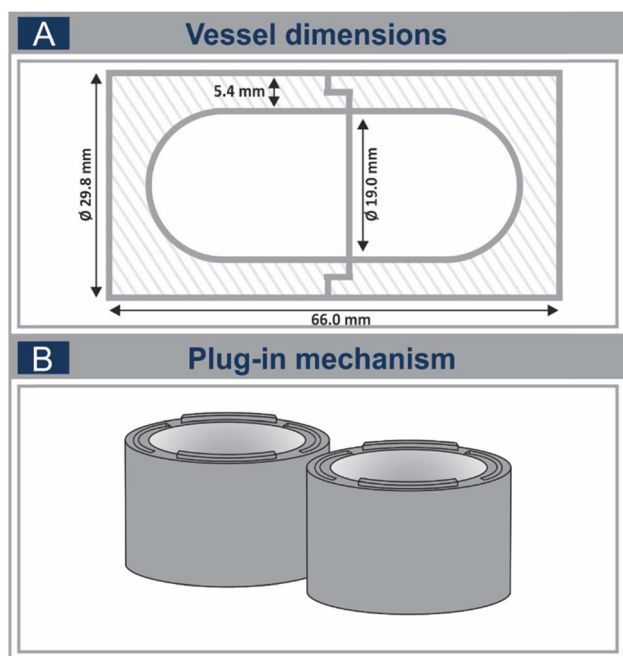 A
Vessel dimensions
5.4 mm
Ø 29.8 mm
Ø 19.0 mm
66.0 mm
B
Plug-in mechanism